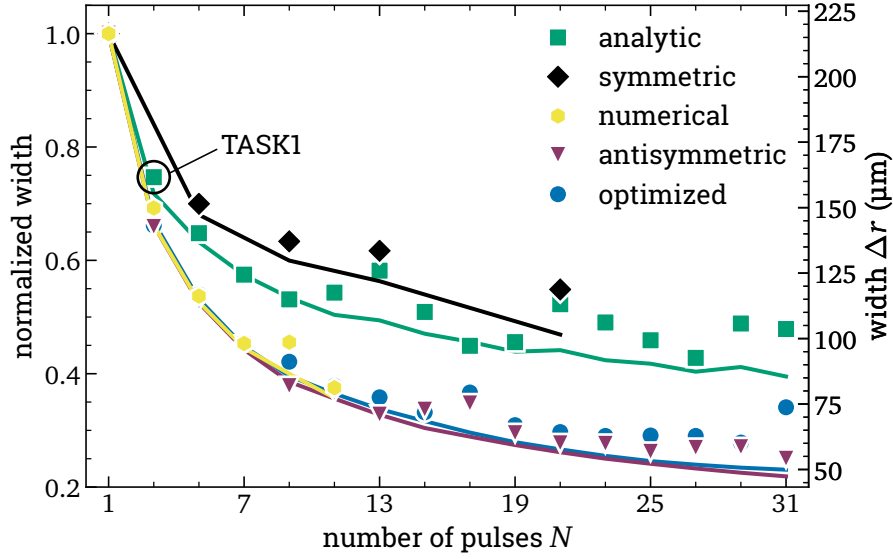 1.0
0.8
0.6
0.4
0.2
normalized width
TASK1
analytic
symmetric
numerical
antisymmetric
optimized
225
200
175
150
125
100
75
50
width Δr (μm)
1 7 13 19 25 31
number of pulses N